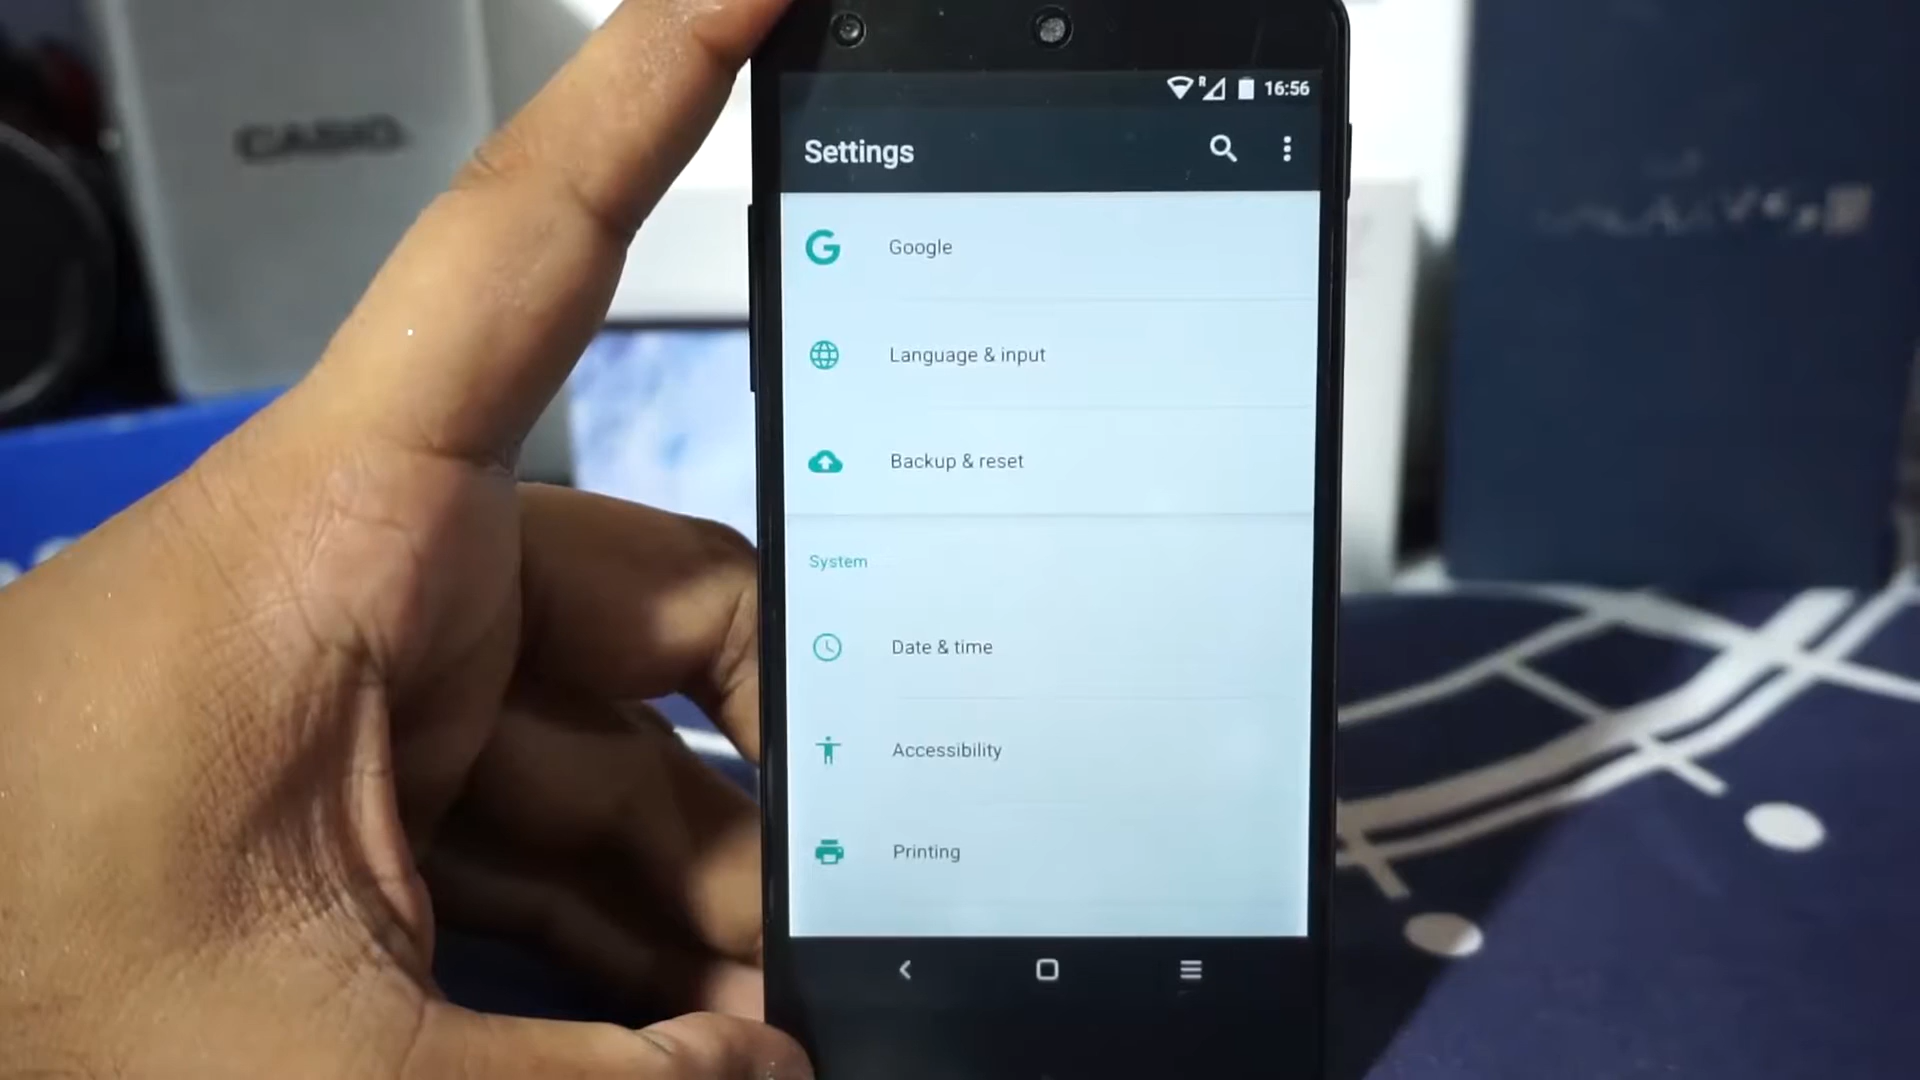 CASIO
R
16:56
Settings
Google
Language & input
Backup & reset
System
Date & time
Accessibility
Printing